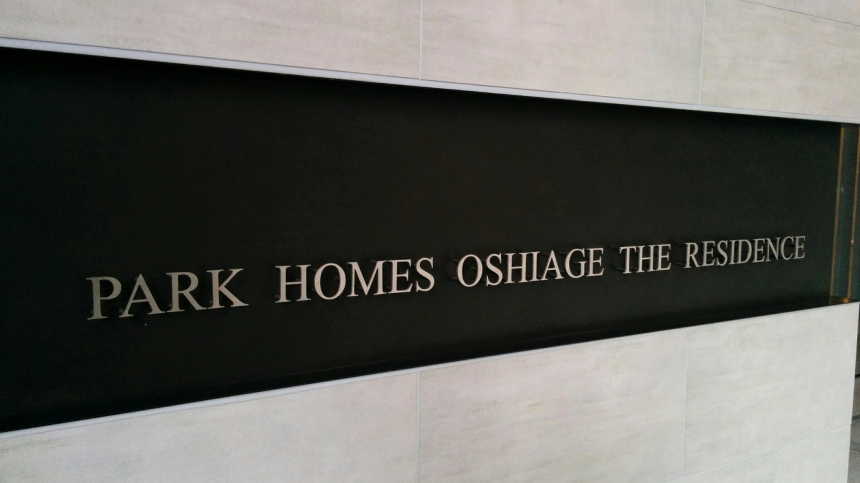 PARK HOMES OSHIAGE THE RESIDENCE